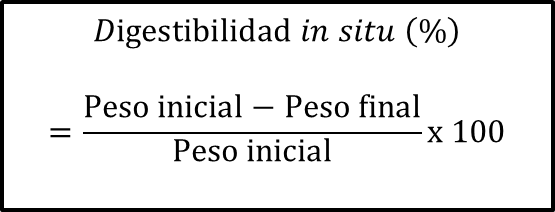 Digestibilidad in situ (%)
= Peso inicial − Peso final
Peso inicial
x 100